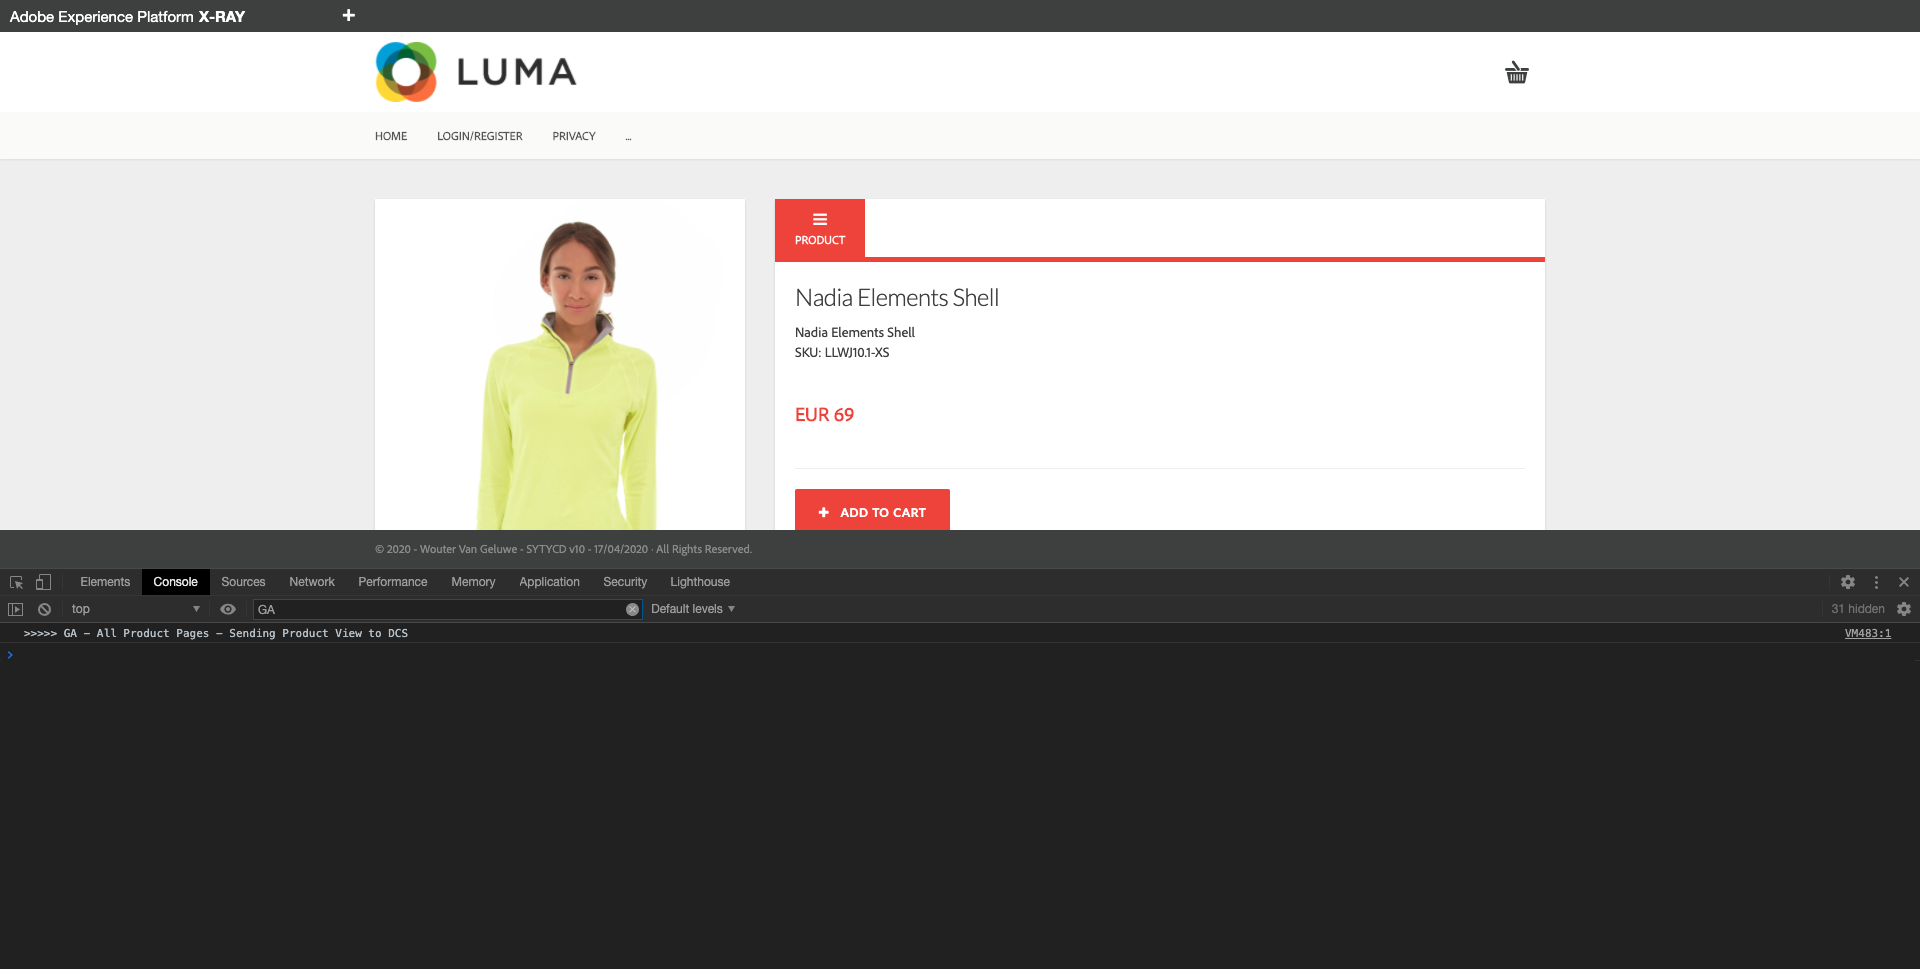 Adobe Experience Platform X-RAY
LUMA
HOME LOGIN/REGISTER PRIVACY ...
PRODUCT
Nadia Elements Shell
Nadia Elements Shell
SKU: LLWJ10.1-XS
EUR 69
ADD TO CART
© 2020 - Wouter Van Geluwe - SYTYCD v10 - 17/04/2020 · All Rights Reserved.
Elements Console Sources Network Performance Memory Application Security Lighthouse
top GA Default levels 31 hidden
>>>>> GA – All Product Pages – Sending Product View to DCS VM483:1